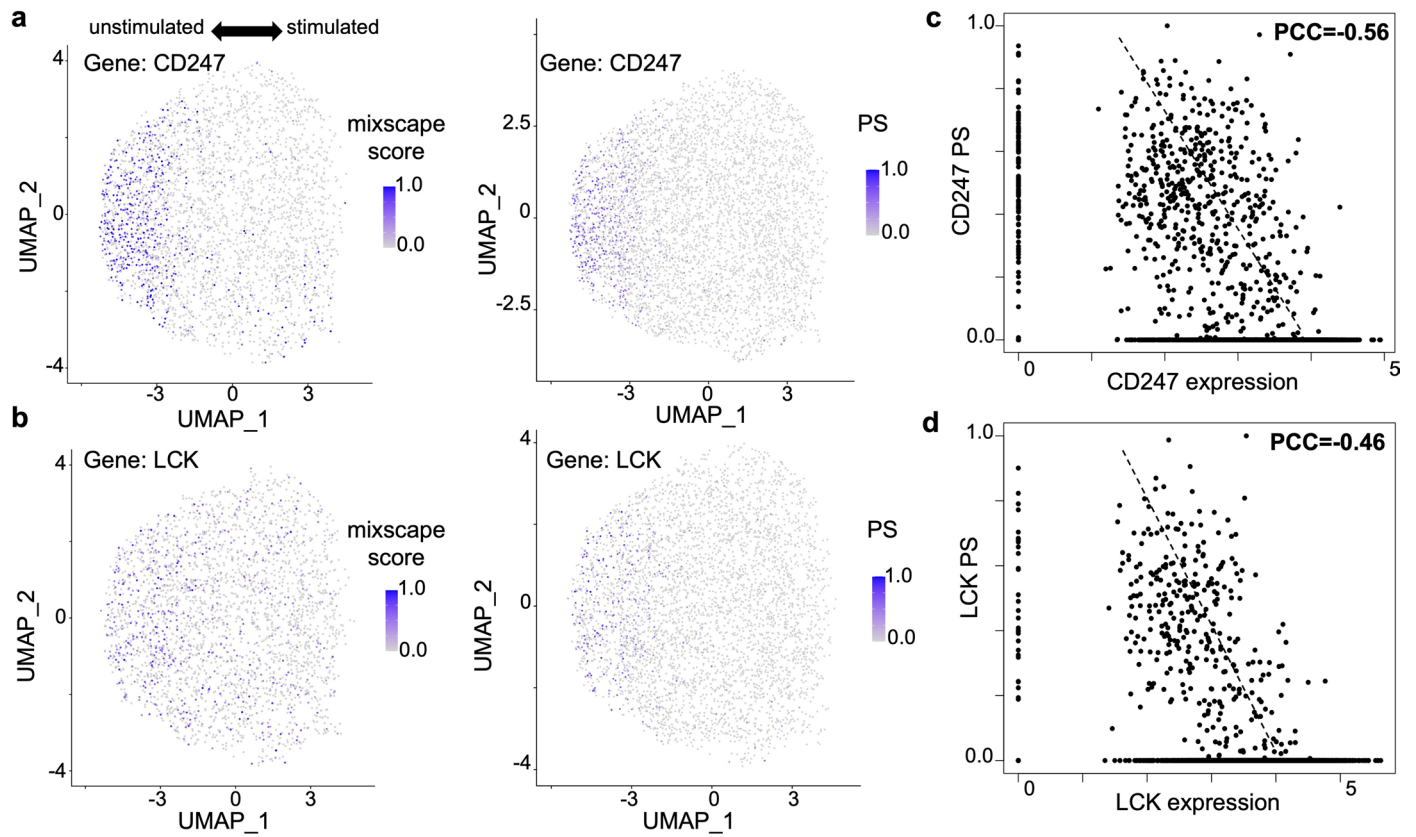 a
unstimulated
stimulated
Gene: CD247
4
0
-4
UMAP_2
-3
0
3
UMAP_1
mixscape
score
1.0
0.0
Gene: CD247
2.5
0
-2.5
UMAP_2
-3
0
3
UMAP_1
PS
1.0
0.0
c
PCC=-0.56
1.0
0.0
CD247 PS
0
5
CD247 expression
b
Gene: LCK
4
0
-4
UMAP_2
-3
0
3
UMAP_1
mixscape
score
1.0
0.0
Gene: LCK
4
0
-4
UMAP_2
-3
0
3
UMAP_1
PS
1.0
0.0
d
PCC=-0.46
1.0
0.0
LCK PS
0
5
LCK expression